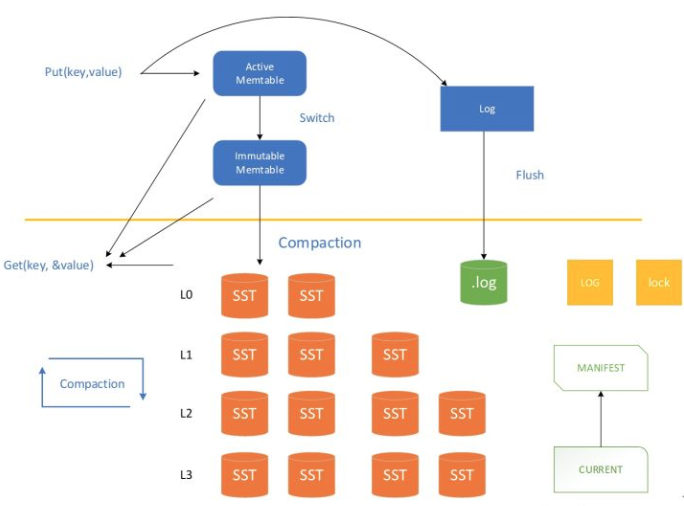 Put(key,value)
Active
Memtable
Log
Switch
Immutable
Memtable
Flush
Compaction
Get(key, &value)
L0
SST
SST
.log
LOG
lock
L1
SST
SST
SST
Compaction
MANIFEST
L2
SST
SST
SST
SST
L3
SST
SST
SST
SST
CURRENT